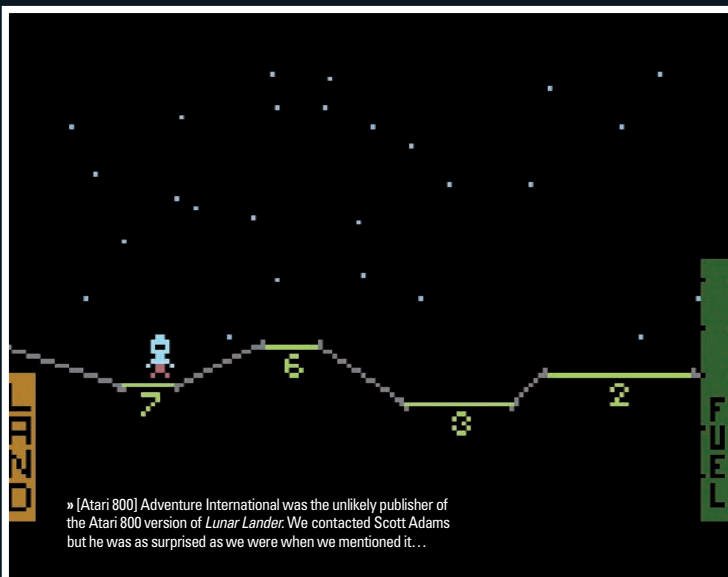 6
7
2
3
LAND
FUEL
» [Atari 800] Adventure International was the unlikely publisher of
the Atari 800 version of Lunar Lander. We contacted Scott Adams
but he was as surprised as we were when we mentioned it…